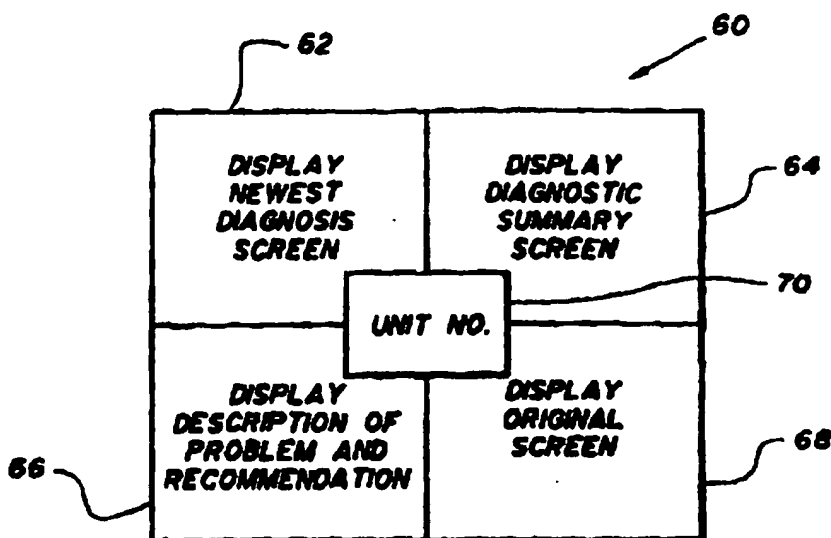 62
60
DISPLAY
NEWEST
DIAGNOSIS
SCREEN
DISPLAY
DIAGNOSTIC
SUMMARY
SCREEN
64
UNIT NO.
70
DISPLAY
DESCRIPTION OF
PROBLEM AND
RECOMMENDATION
DISPLAY
ORIGINAL
SCREEN
66
68